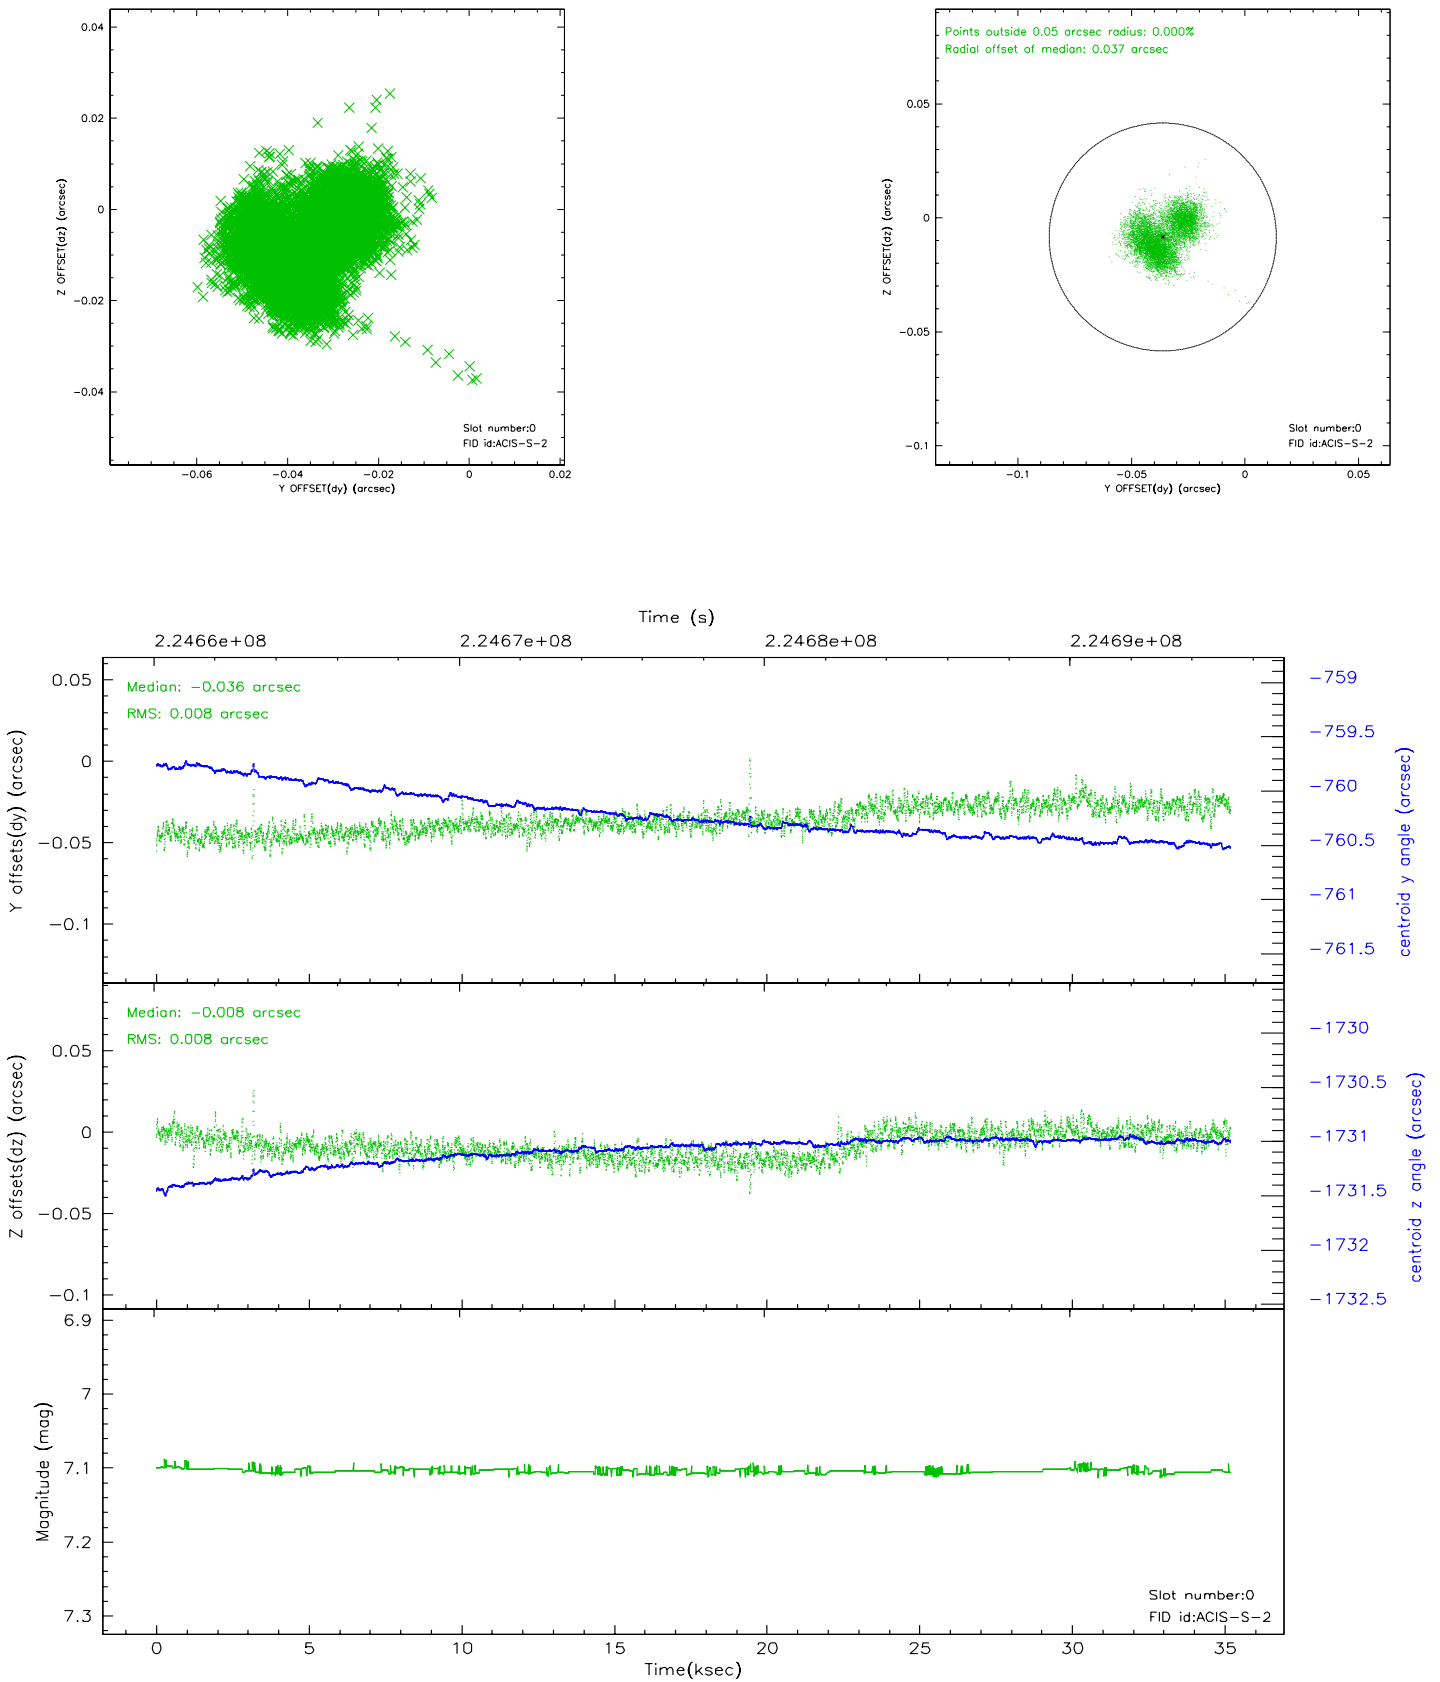 0.04
0.02
0
−0.02
−0.04
Z OFFSET(dz) (arcsec)
Slot number:0
FID id:ACIS−S−2
−0.06 −0.04 −0.02 0 0.02
Y OFFSET(dy) (arcsec)
Points outside 0.05 arcsec radius: 0.000%
Radial offset of median: 0.037 arcsec
0.05
0
−0.05
−0.1
Z OFFSET(dz) (arcsec)
Slot number:0
FID id:ACIS−S−2
−0.1 −0.05 0 0.05
Y OFFSET(dy) (arcsec)
Time (s)
2.2466e+08 2.2467e+08 2.2468e+08 2.2469e+08
Median: −0.036 arcsec
RMS: 0.008 arcsec
0.05
0
−0.05
−0.1
Y offsets(dy) (arcsec)
−759
−759.5
−760
−760.5
−761
−761.5
centroid y angle (arcsec)
Median: −0.008 arcsec
RMS: 0.008 arcsec
0.05
0
−0.05
−0.1
Z offsets(dz) (arcsec)
−1730
−1730.5
−1731
−1731.5
−1732
−1732.5
centroid z angle (arcsec)
6.9
7
7.1
7.2
7.3
Magnitude (mag)
Slot number:0
FID id:ACIS−S−2
0 5 10 15 20 25 30 35
Time(ksec)